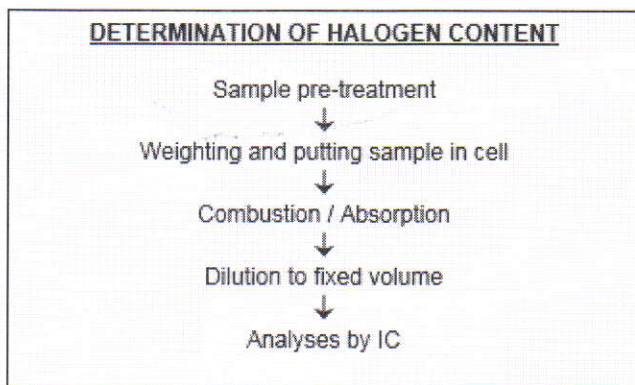 DETERMINATION OF HALOGEN CONTENT
Sample pre-treatment
↓
Weighting and putting sample in cell
↓
Combustion / Absorption
↓
Dilution to fixed volume
↓
Analyses by IC